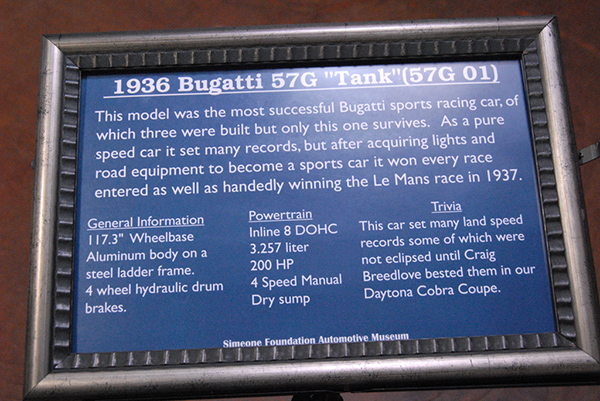 1936 Bugatti 57G "Tank"(57G 01)
This model was the most successful Bugatti sports racing car, of
which three were built but only this one survives. As a pure
speed car it set many records, but after acquiring lights and
road equipment to become a sports car it won every race
entered as well as handedly winning the Le Mans race in 1937.
General Information
117.3" Wheelbase
Aluminum body on a
steel ladder frame.
4 wheel hydraulic drum
brakes.
Powertrain
Inline 8 DOHC
3.257 liter
200 HP
4 Speed Manual
Dry sump
Trivia
This car set many land speed
records some of which were
not eclipsed until Craig
Breedlove bested them in our
Daytona Cobra Coupe.
Simeone Foundation Automotive Museum